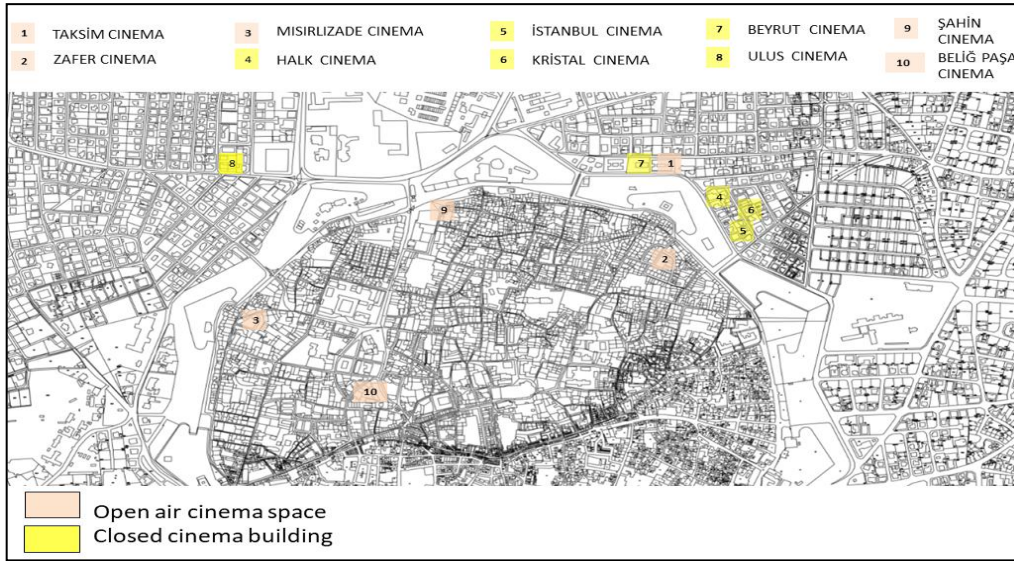 1 TAKSİM CINEMA
2 ZAFER CINEMA
3 MISIRLIZADE CINEMA
4 HALK CINEMA
5 İSTANBUL CINEMA
6 KRİSTAL CINEMA
7 BEYRUT CINEMA
8 ULUS CINEMA
9 ŞAHİN
CINEMA
10 BELİĞ PAŞA
CINEMA
8
7 1
4
9 6
5
2
3
10
Open air cinema space
Closed cinema building